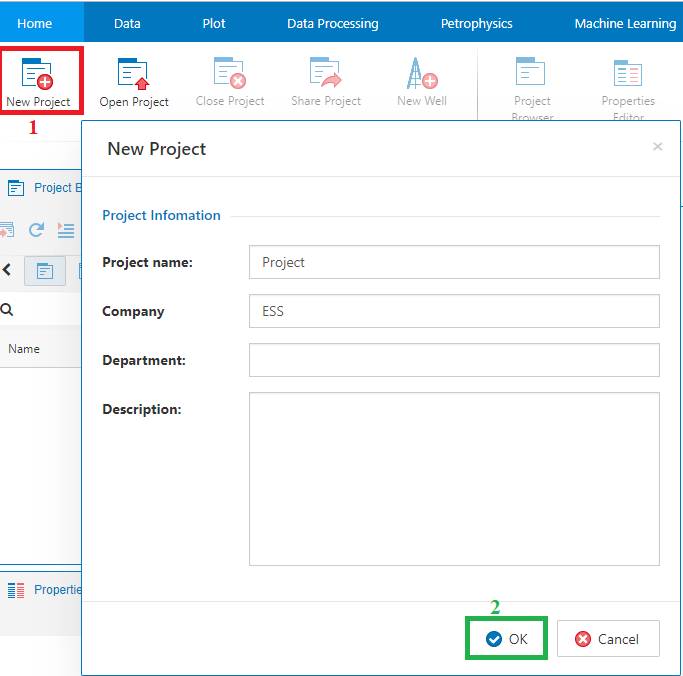 Home Data Plot Data Processing Petrophysics Machine Learning
New Project Open Project Close Project Share Project New Well Project Browser Properties Editor
1
New Project
Project B
Project Infomation
Project name: Project
Company ESS
Name
Department:
Description:
Propertie
2
OK Cancel